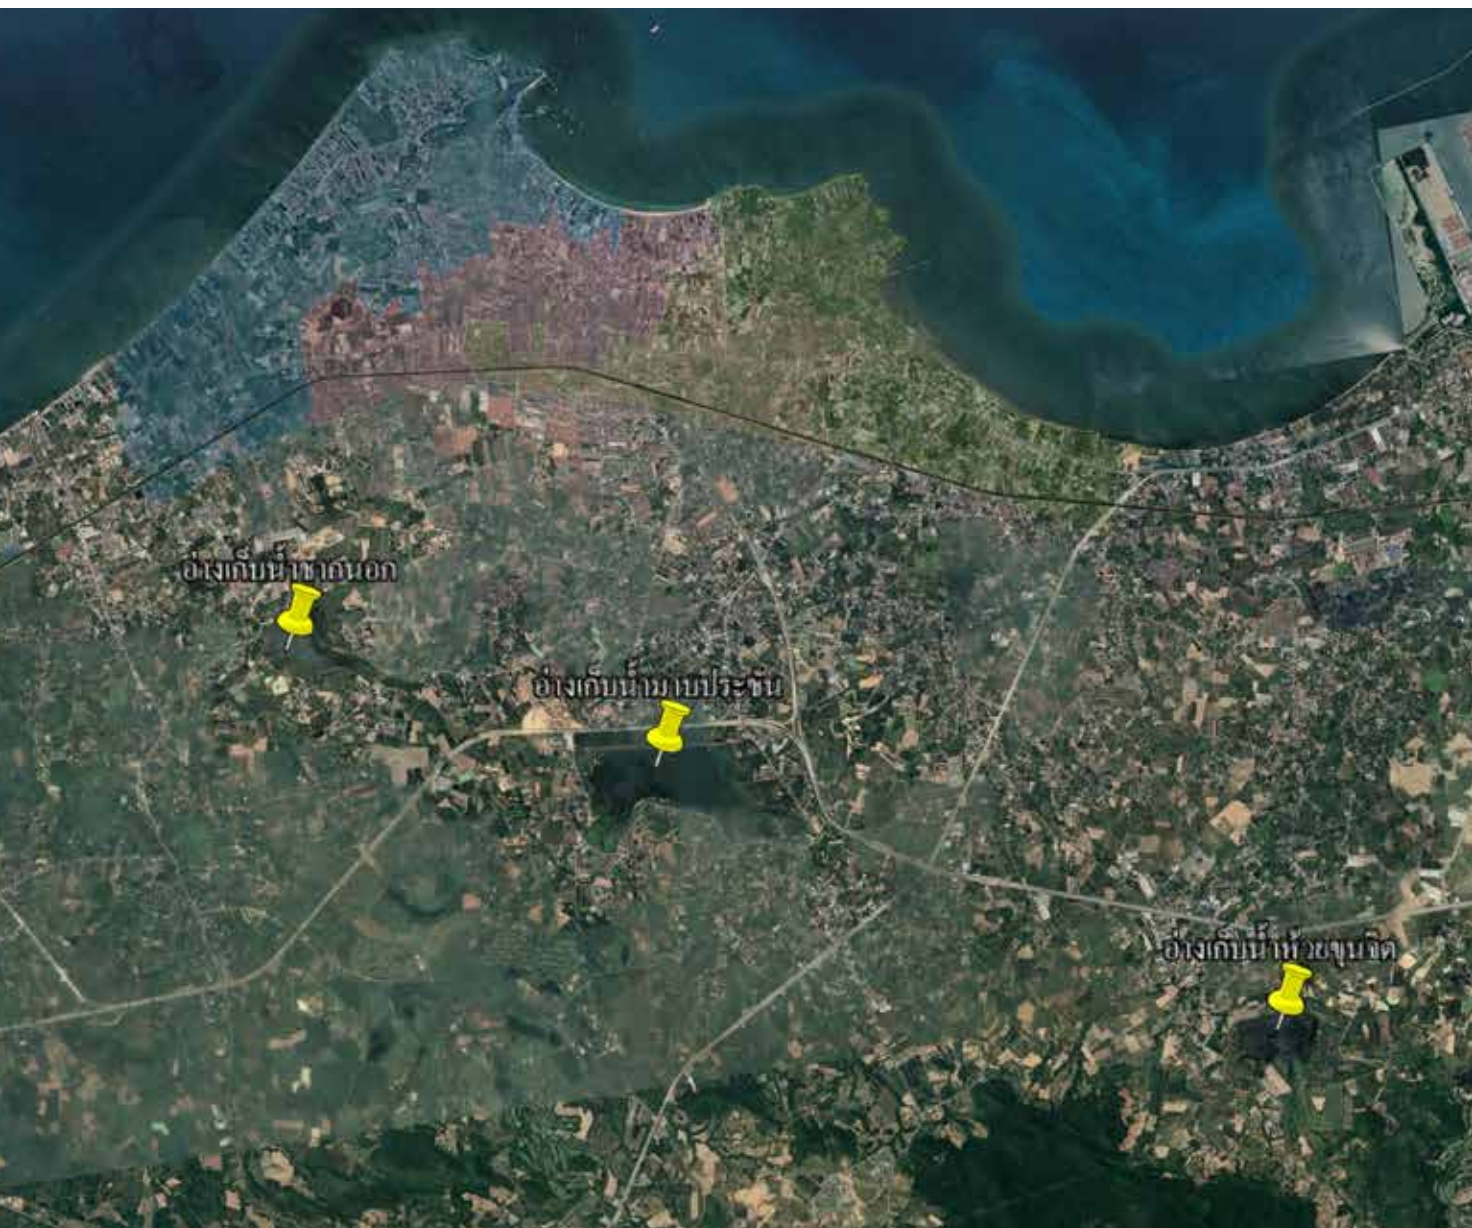 อ่างเก็บน้ำซากนอก
อ่างเก็บน้ำมาบประชัน
อ่างเก็บน้ำห้วยขุนจิต